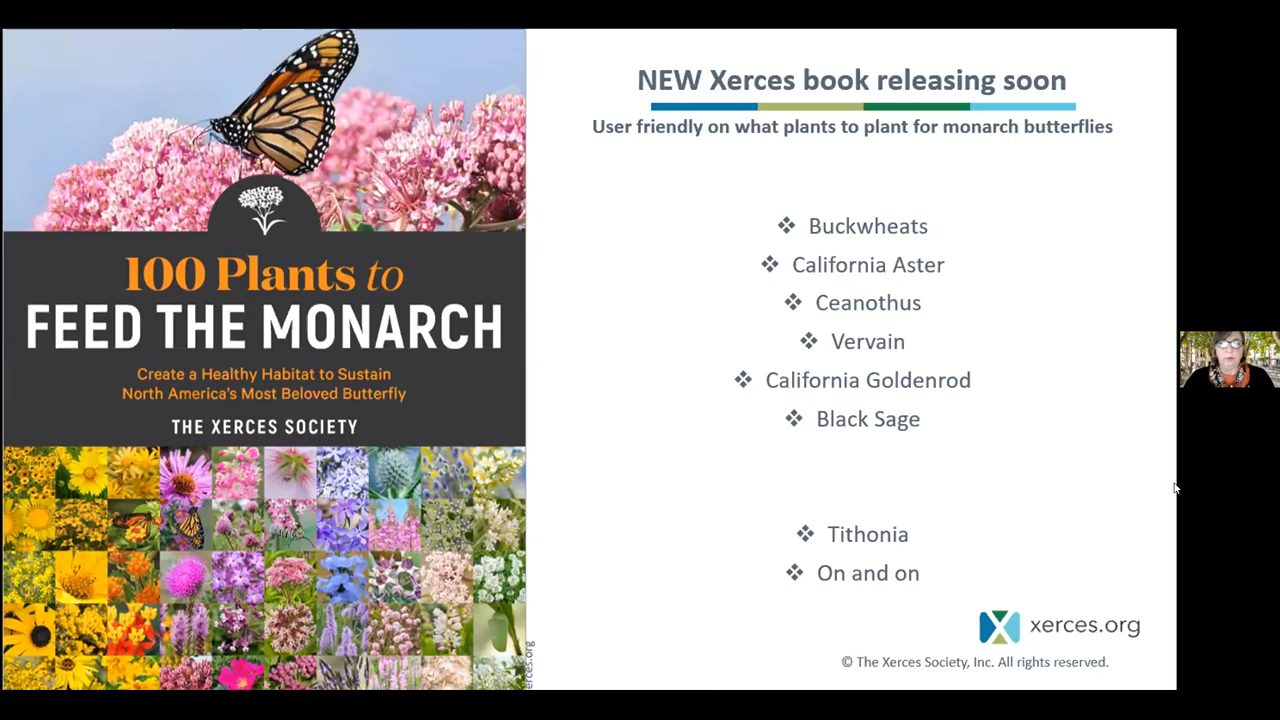 100 Plants to
FEED THE MONARCH
Create a Healthy Habitat to Sustain
North America's Most Beloved Butterfly
THE XERCES SOCIETY
NEW Xerces book releasing soon
User friendly on what plants to plant for monarch butterflies
❖ Buckwheats
❖ California Aster
❖ Ceanothus
❖ Vervain
❖ California Goldenrod
❖ Black Sage
❖ Tithonia
❖ On and on
xerces.org
© The Xerces Society, Inc. All rights reserved.